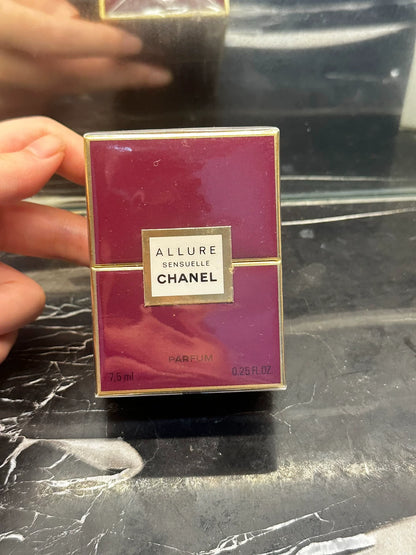 ALLURE
SENSUELLE
CHANEL
PARFUM
7,5 ml 0.25 FL.OZ.